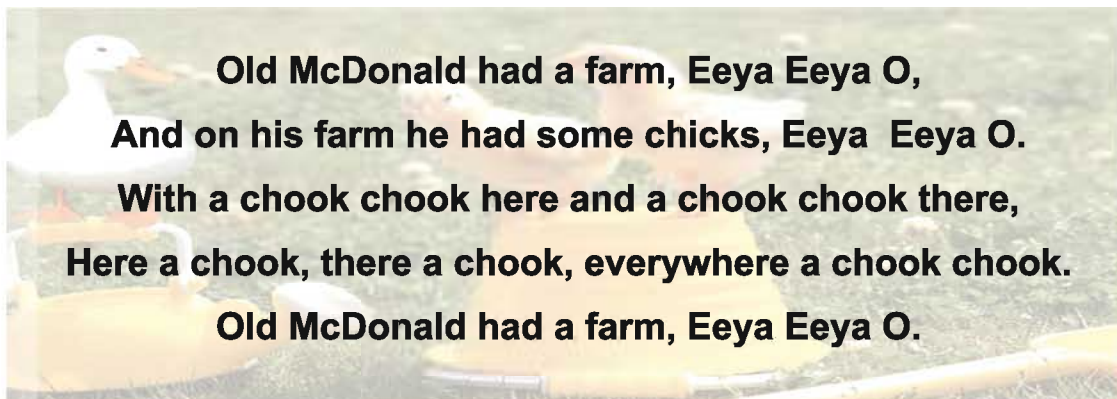 Old McDonald had a farm, Eeya Eeya O,
And on his farm he had some chicks, Eeya  Eeya O.
With a chook chook here and a chook chook there,
Here a chook, there a chook, everywhere a chook chook.
Old McDonald had a farm, Eeya Eeya O.